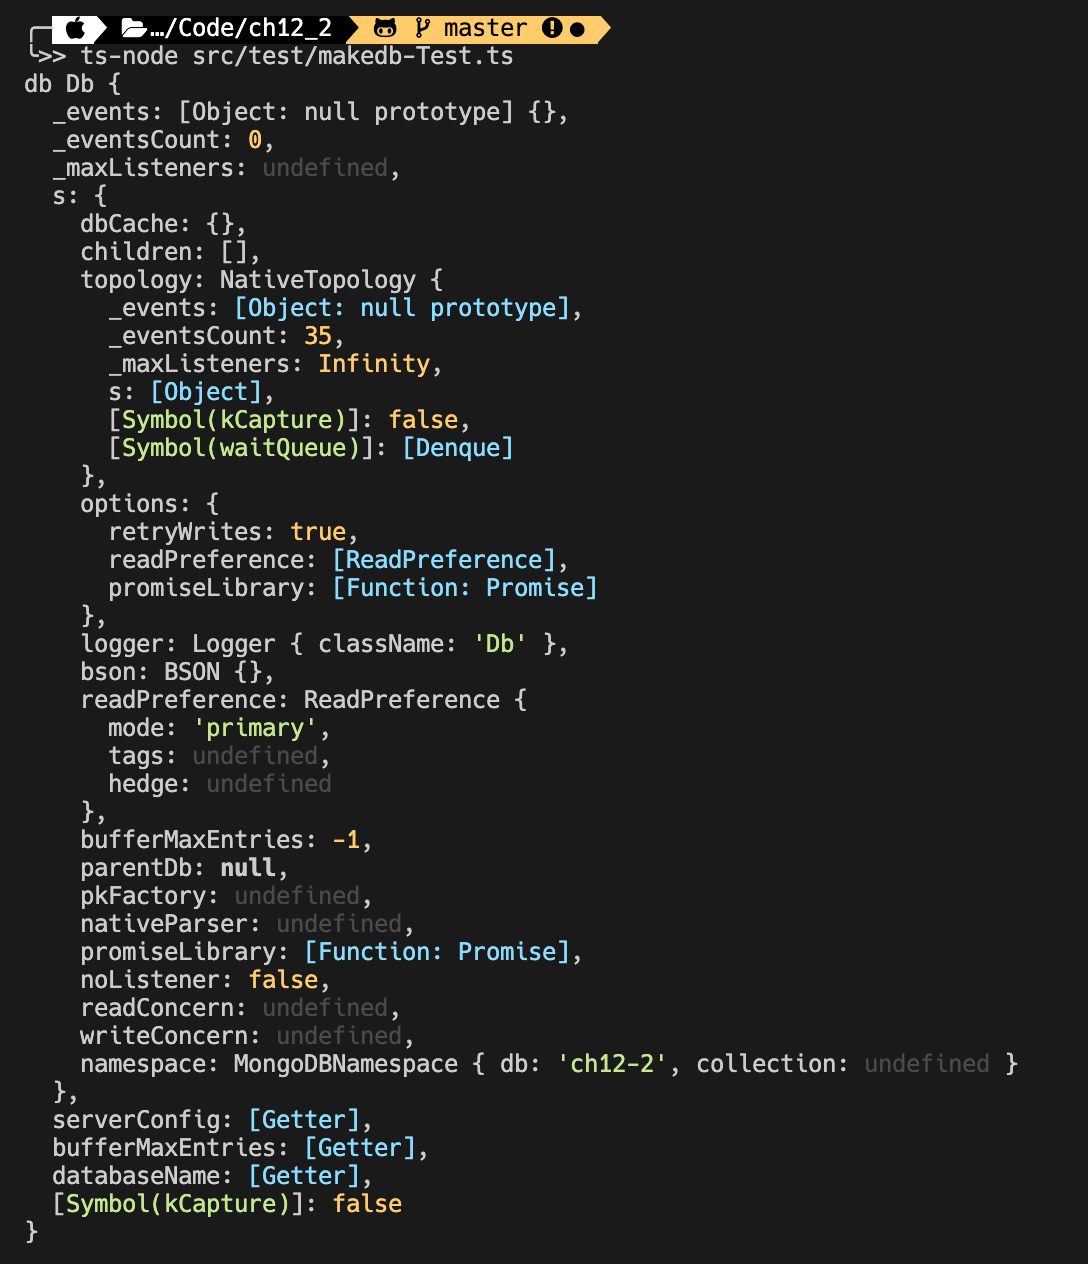 …/Code/ch12_2 master
>> ts-node src/test/makedb-Test.ts
db Db {
_events: [Object: null prototype] {},
_eventsCount: 0,
_maxListeners: undefined,
s: {
dbCache: {},
children: [],
topology: NativeTopology {
_events: [Object: null prototype],
_eventsCount: 35,
_maxListeners: Infinity,
s: [Object],
[Symbol(kCapture)]: false,
[Symbol(waitQueue)]: [Denque]
},
options: {
retryWrites: true,
readPreference: [ReadPreference],
promiseLibrary: [Function: Promise]
},
logger: Logger { className: 'Db' },
bson: BSON {},
readPreference: ReadPreference {
mode: 'primary',
tags: undefined,
hedge: undefined
},
bufferMaxEntries: -1,
parentDb: null,
pkFactory: undefined,
nativeParser: undefined,
promiseLibrary: [Function: Promise],
noListener: false,
readConcern: undefined,
writeConcern: undefined,
namespace: MongoDBNamespace { db: 'ch12-2', collection: undefined }
},
serverConfig: [Getter],
bufferMaxEntries: [Getter],
databaseName: [Getter],
[Symbol(kCapture)]: false
}